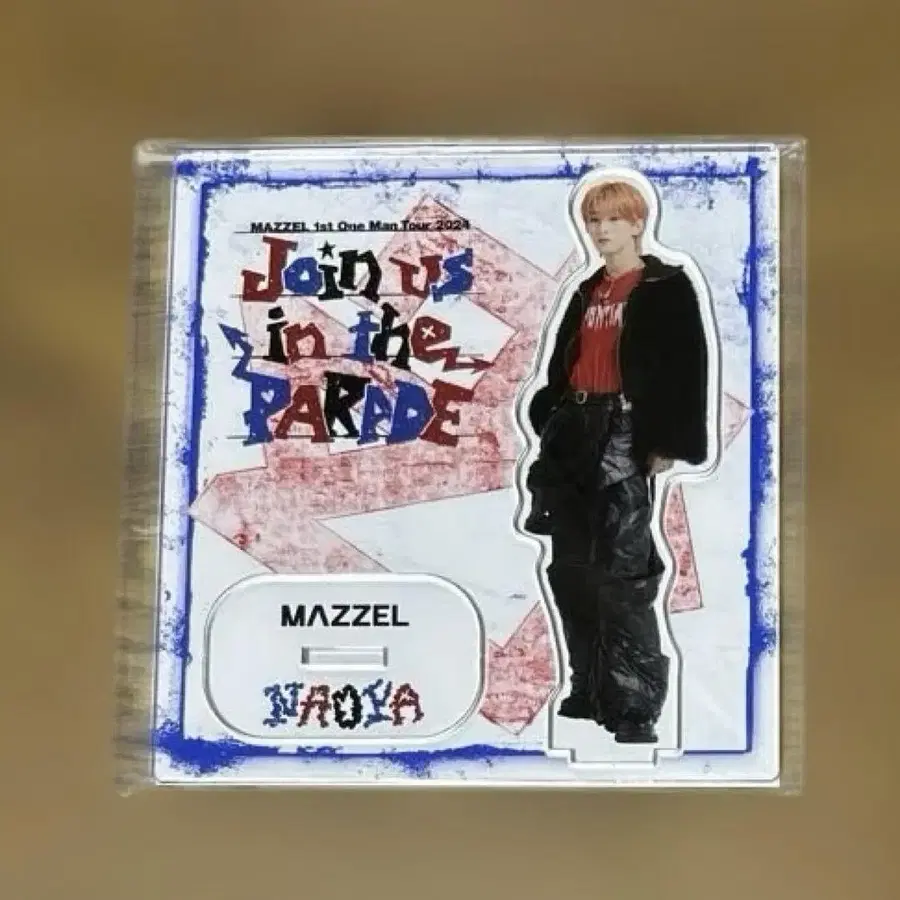 MAZZEL 1st One Man Tour 2024
Join us
in the
PARADE
MAZZEL
NAOYA